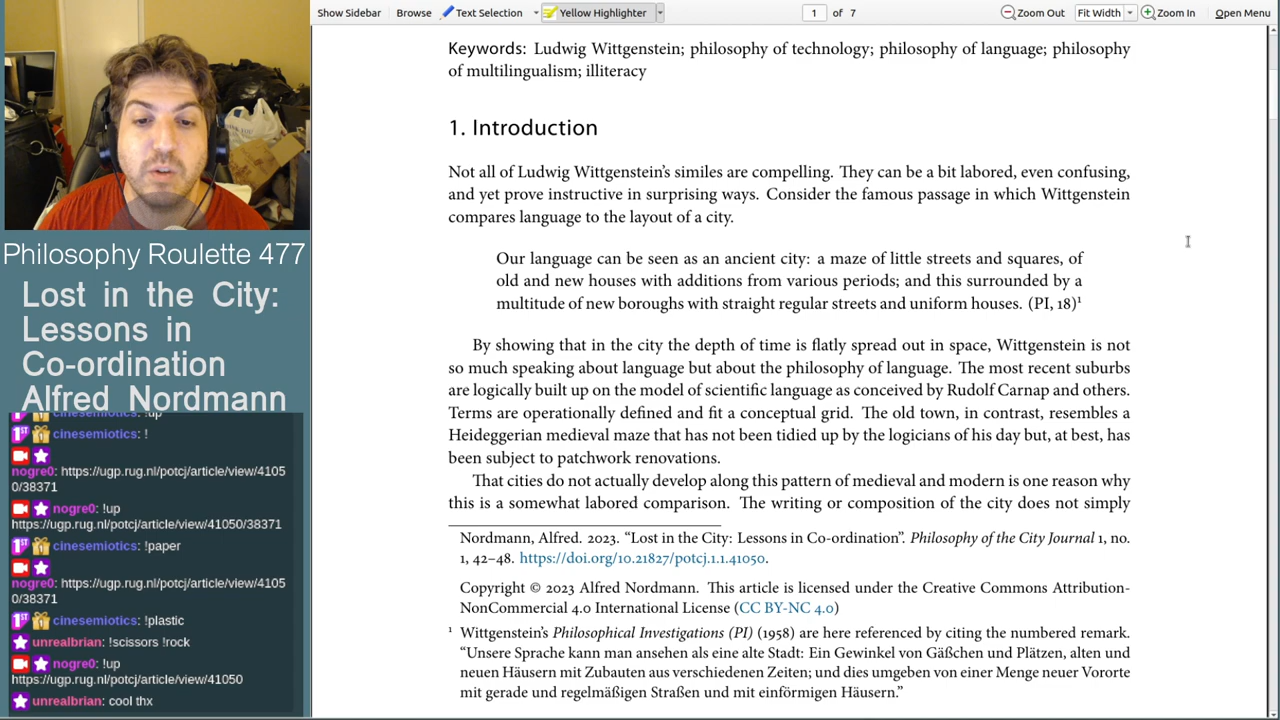 Show Sidebar Browse Text Selection Yellow Highlighter 1 of 7 Zoom Out Fit Width Zoom In Open Menu
Keywords: Ludwig Wittgenstein; philosophy of technology; philosophy of language; philosophy
of multilingualism; illiteracy
1. Introduction
Not all of Ludwig Wittgenstein's similes are compelling. They can be a bit labored, even confusing,
and yet prove instructive in surprising ways. Consider the famous passage in which Wittgenstein
compares language to the layout of a city.
Our language can be seen as an ancient city: a maze of little streets and squares, of
old and new houses with additions from various periods; and this surrounded by a
multitude of new boroughs with straight regular streets and uniform houses. (PI, 18)¹
By showing that in the city the depth of time is flatly spread out in space, Wittgenstein is not
so much speaking about language but about the philosophy of language. The most recent suburbs
are logically built up on the model of scientific language as conceived by Rudolf Carnap and others.
Terms are operationally defined and fit a conceptual grid. The old town, in contrast, resembles a
Heideggerian medieval maze that has not been tidied up by the logicians of his day but, at best, has
been subject to patchwork renovations.
That cities do not actually develop along this pattern of medieval and modern is one reason why
this is a somewhat labored comparison. The writing or composition of the city does not simply
Nordmann, Alfred. 2023. “Lost in the City: Lessons in Co-ordination”. Philosophy of the City Journal 1, no.
1, 42–48. https://doi.org/10.21827/potcj.1.1.41050.
Copyright © 2023 Alfred Nordmann. This article is licensed under the Creative Commons Attribution-
NonCommercial 4.0 International License (CC BY-NC 4.0)
¹ Wittgenstein's Philosophical Investigations (PI) (1958) are here referenced by citing the numbered remark.
“Unsere Sprache kann man ansehen als eine alte Stadt: Ein Gewinkel von Gäßchen und Plätzen, alten und
neuen Häusern mit Zubauten aus verschiedenen Zeiten; und dies umgeben von einer Menge neuer Vororte
mit gerade und regelmäßigen Straßen und mit einförmigen Häusern.”
Philosophy Roulette 477
Lost in the City:
Lessons in
Co-ordination
Alfred Nordmann
cinesemiotics: !up
cinesemiotics: !
nogre0: https://ugp.rug.nl/potcj/article/view/4105
0/38371
nogre0: !up
https://ugp.rug.nl/potcj/article/view/41050/38371
cinesemiotics: !paper
nogre0: https://ugp.rug.nl/potcj/article/view/4105
0/38371
cinesemiotics: !plastic
unrealbrian: !scissors !rock
nogre0: !up
https://ugp.rug.nl/potcj/article/view/41050
unrealbrian: cool thx